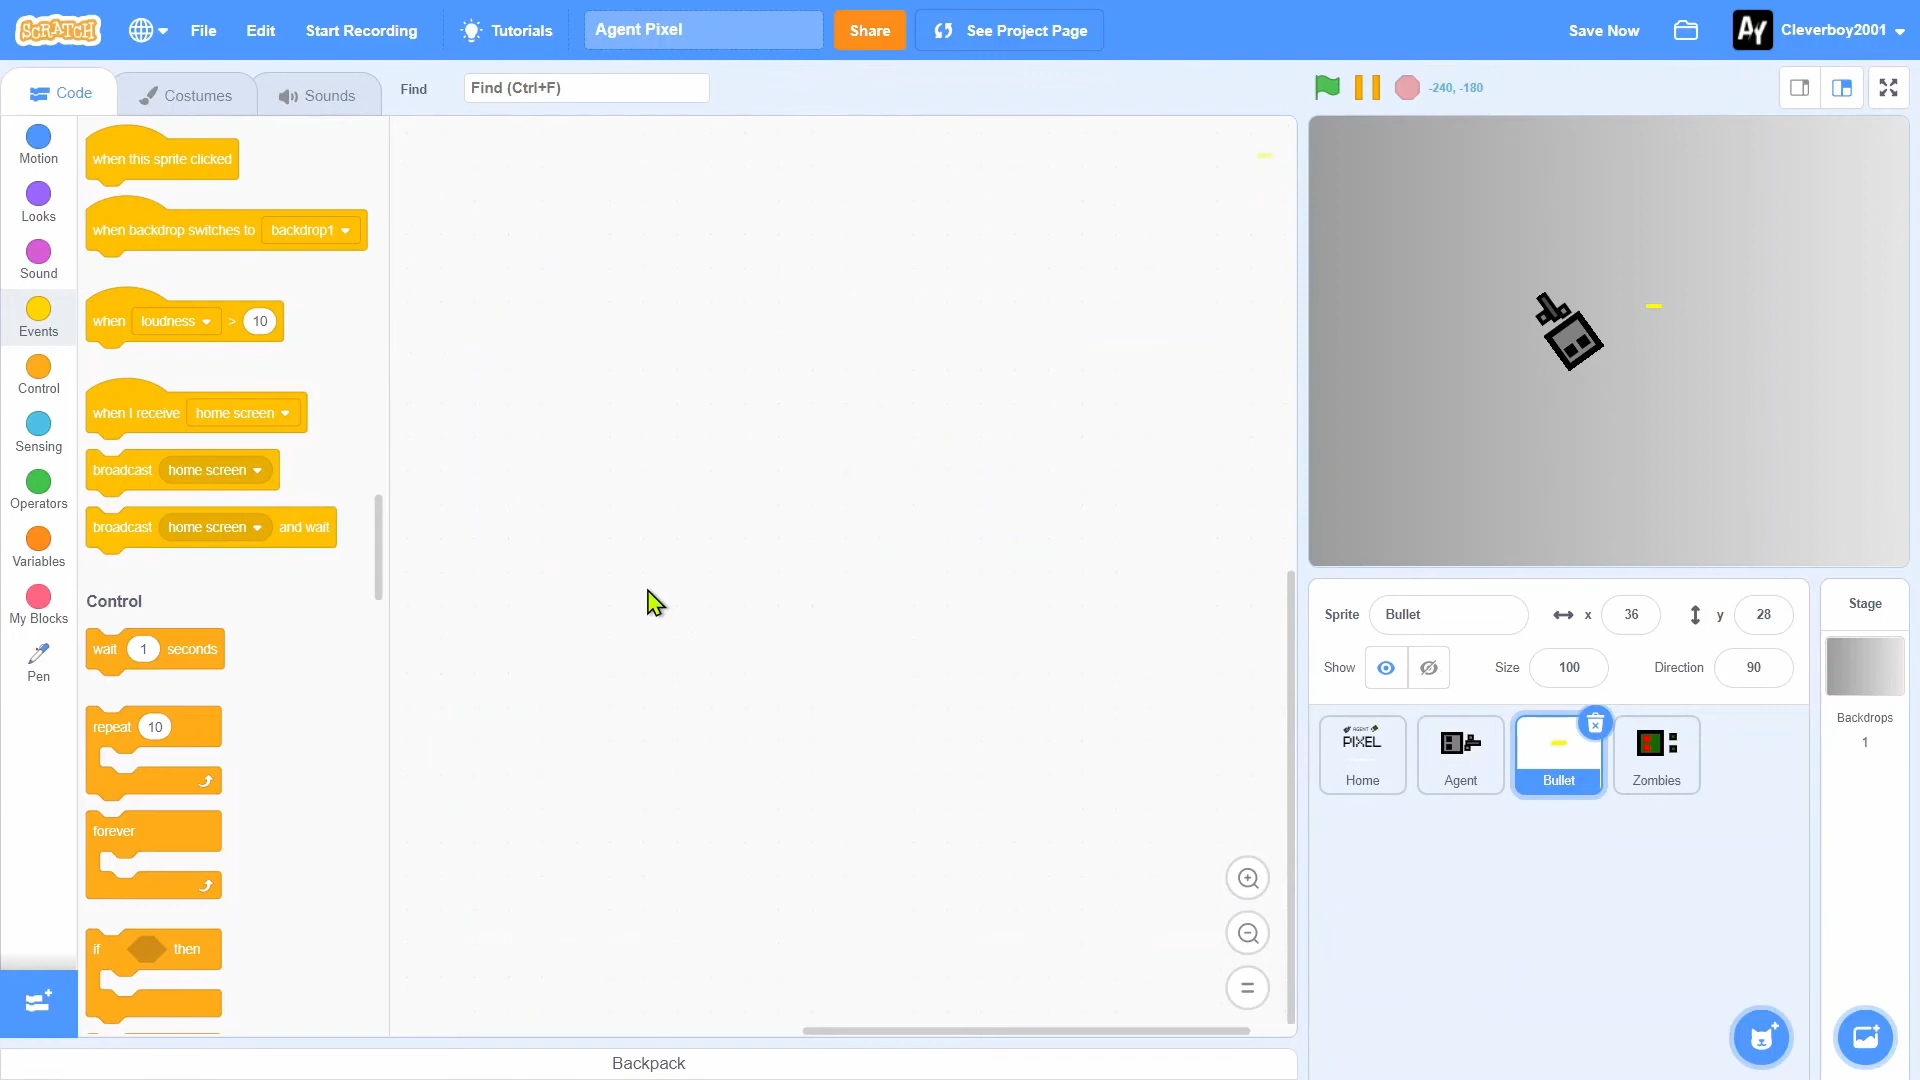 SCRATCH
File
Edit
Start Recording
Tutorials
Agent Pixel
Share
See Project Page
Save Now
Ay
Cleverboy2001
Code
Costumes
Sounds
Find
Find (Ctrl+F)
-240, -180
Motion
Looks
Sound
Events
Control
Sensing
Operators
Variables
My Blocks
Pen
when this sprite clicked
when backdrop switches to backdrop1
when loudness > 10
when I receive home screen
broadcast home screen
broadcast home screen and wait
Control
wait 1 seconds
repeat 10
forever
if then
Sprite Bullet x 36 y 28
Show Size 100 Direction 90
AGENT
PIXEL
Home
Agent
Bullet
Zombies
Stage
Backdrops
1
Backpack